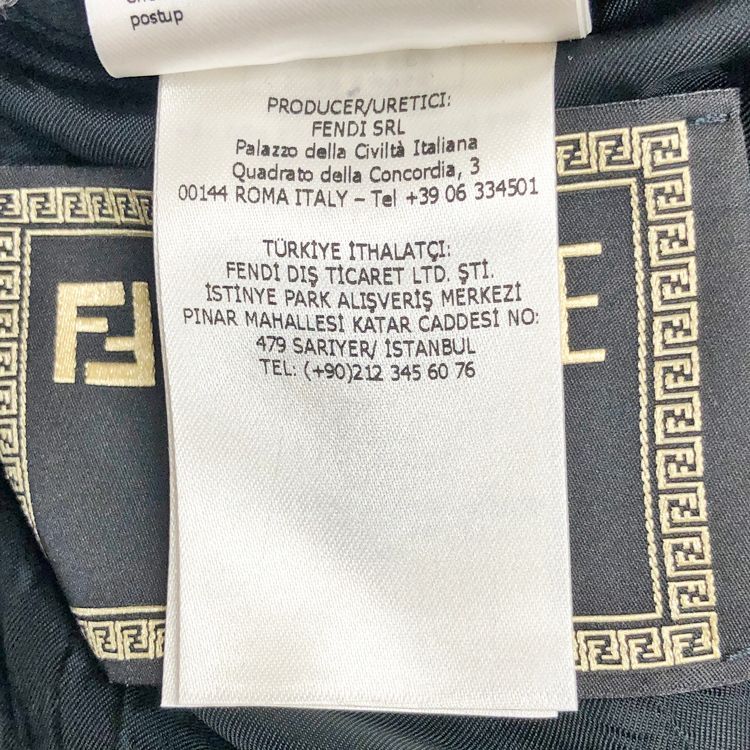 postup
PRODUCER/URETICI:
FENDI SRL
Palazzo della Civiltà Italiana
Quadrato della Concordia, 3
00144 ROMA ITALY – Tel +39 06 334501
TÜRKİYE İTHALATÇI:
FENDİ DIŞ TİCARET LTD. ŞTİ.
İSTİNYE PARK ALIŞVERİŞ MERKEZİ
PINAR MAHALLESİ KATAR CADDESİ NO:
479 SARIYER/ İSTANBUL
TEL: (+90)212 345 60 76